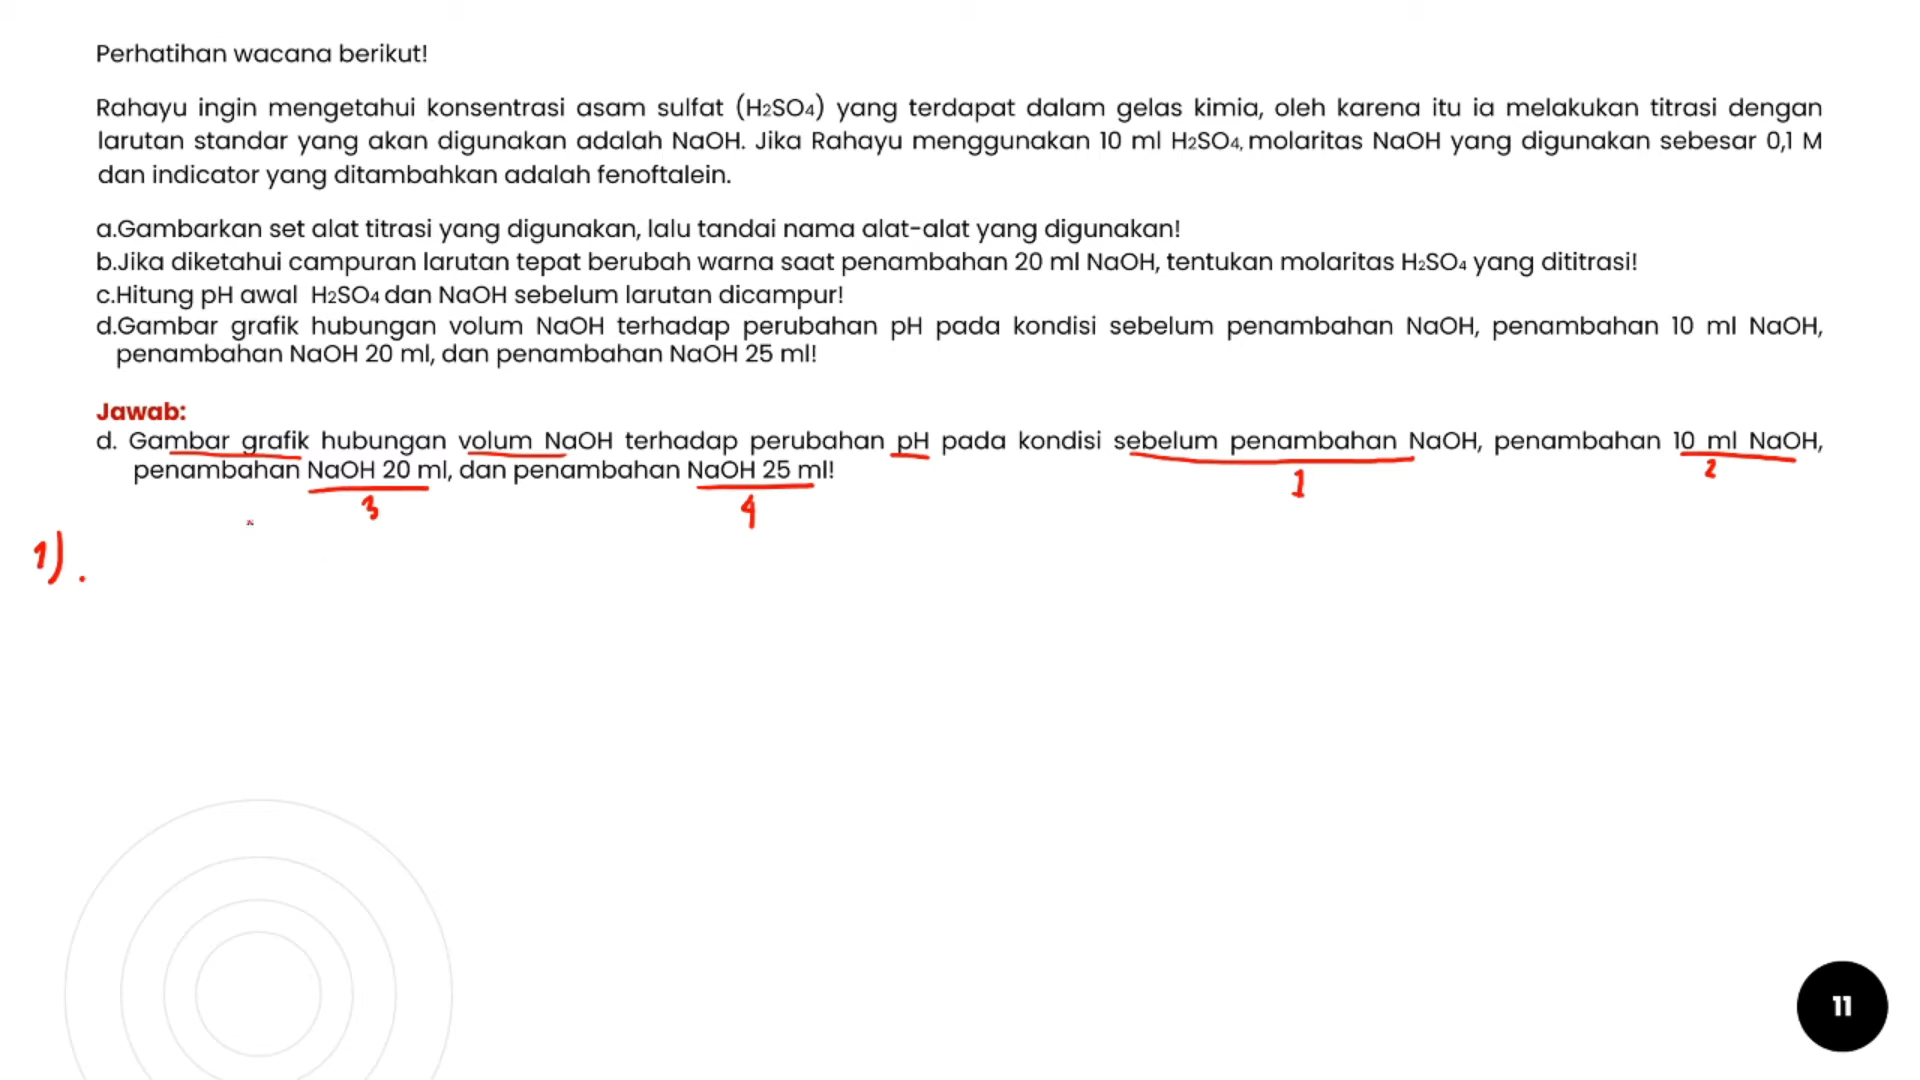 Perhatihan wacana berikut!
Rahayu ingin mengetahui konsentrasi asam sulfat (H₂SO₄) yang terdapat dalam gelas kimia, oleh karena itu ia melakukan titrasi dengan
larutan standar yang akan digunakan adalah NaOH. Jika Rahayu menggunakan 10 ml H₂SO₄, molaritas NaOH yang digunakan sebesar 0,1 M
dan indicator yang ditambahkan adalah fenoftalein.
a.Gambarkan set alat titrasi yang digunakan, lalu tandai nama alat-alat yang digunakan!
b.Jika diketahui campuran larutan tepat berubah warna saat penambahan 20 ml NaOH, tentukan molaritas H₂SO₄ yang dititrasi!
c.Hitung pH awal H₂SO₄ dan NaOH sebelum larutan dicampur!
d.Gambar grafik hubungan volum NaOH terhadap perubahan pH pada kondisi sebelum penambahan NaOH, penambahan 10 ml NaOH,
penambahan NaOH 20 ml, dan penambahan NaOH 25 ml!
Jawab:
d. Gambar grafik hubungan volum NaOH terhadap perubahan pH pada kondisi sebelum penambahan NaOH, penambahan 10 ml NaOH,
penambahan NaOH 20 ml, dan penambahan NaOH 25 ml!
3 4 1 2
1).
11